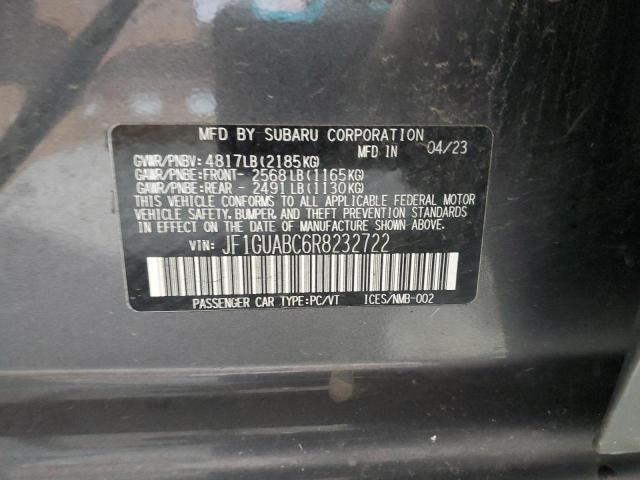 MFD BY SUBARU CORPORATION
MFD IN 04/23
GVWR/PNBV: 4817LB(2185KG)
GAWR/PNBE:FRONT- 2568LB(1165KG)
GAWR/PNBE:REAR - 2491LB(1130KG)
THIS VEHICLE CONFORMS TO ALL APPLICABLE FEDERAL MOTOR
VEHICLE SAFETY, BUMPER, AND THEFT PREVENTION STANDARDS
IN EFFECT ON THE DATE OF MANUFACTURE SHOWN ABOVE.
VIN: JF1GUABC6R8232722
PASSENGER CAR TYPE:PC/VT ICES/NMB-002